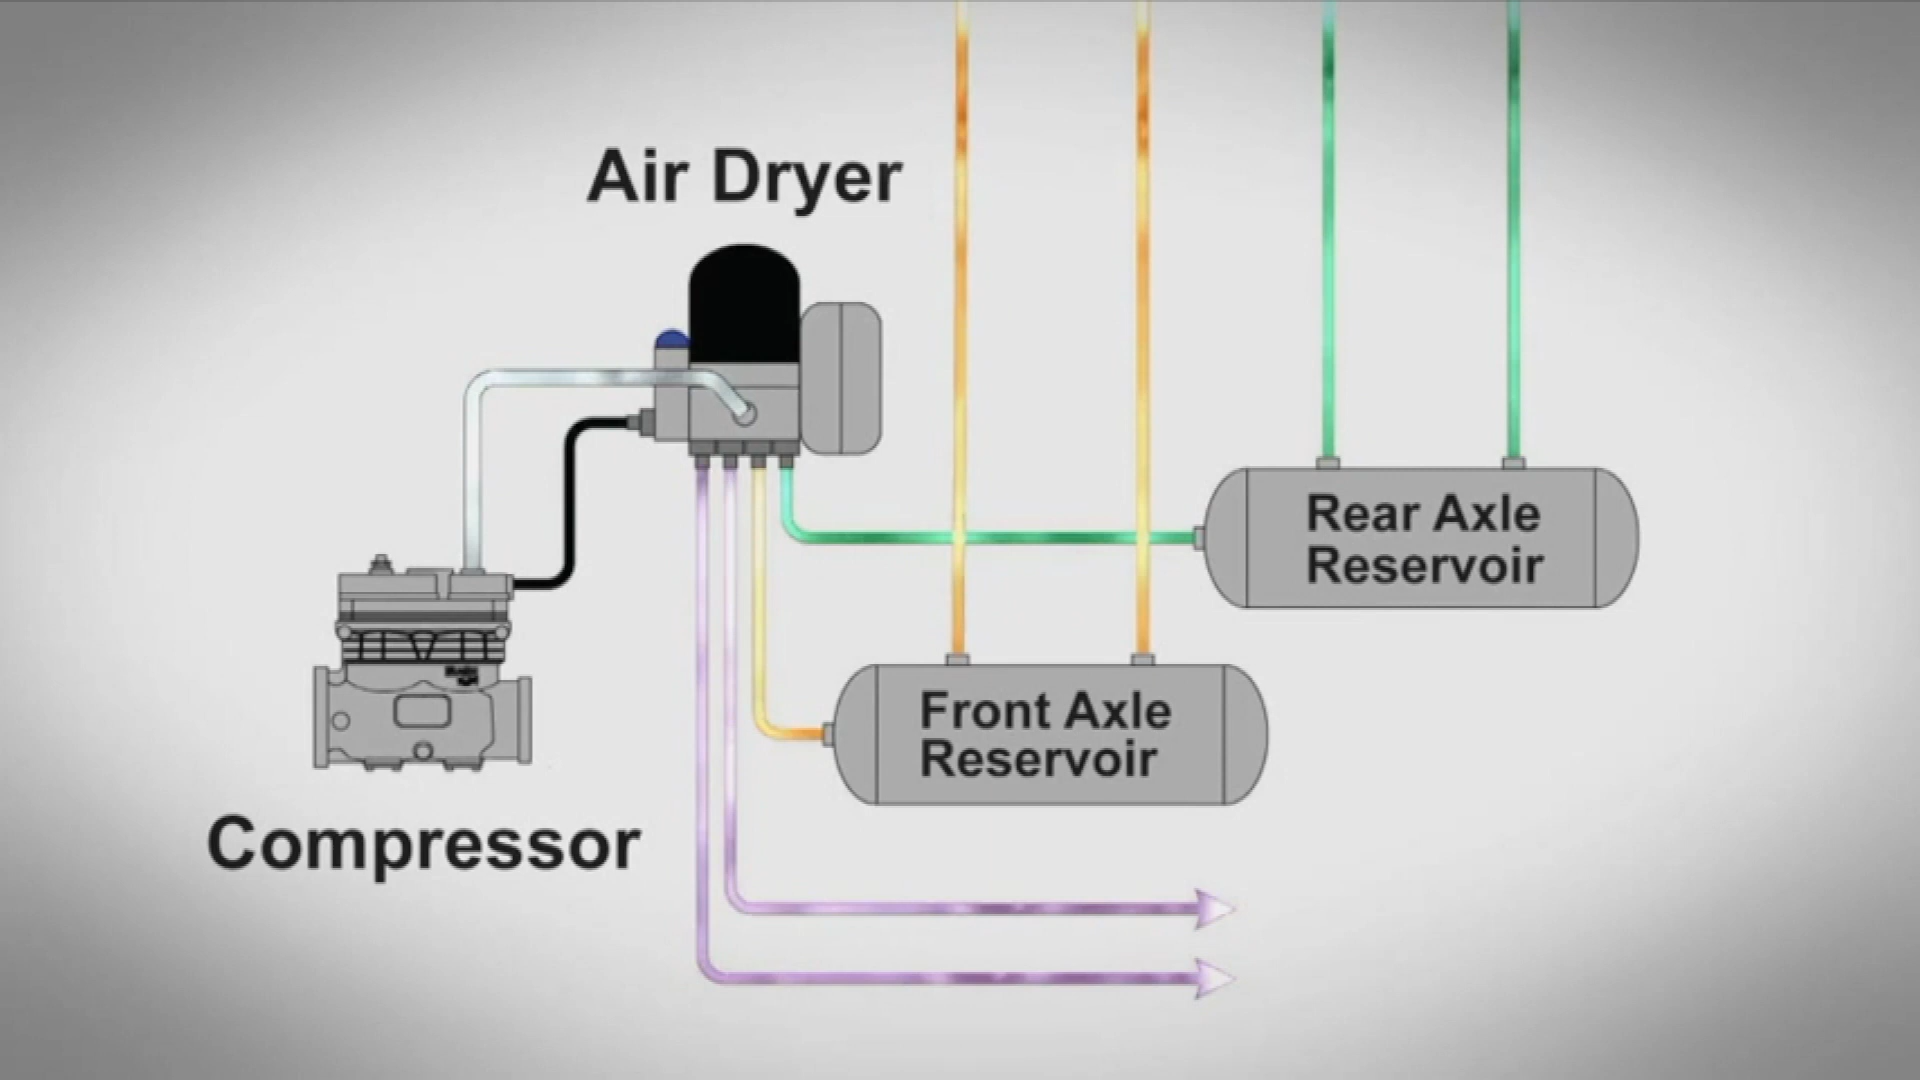 Air Dryer
Rear Axle
Reservoir
Front Axle
Reservoir
Compressor